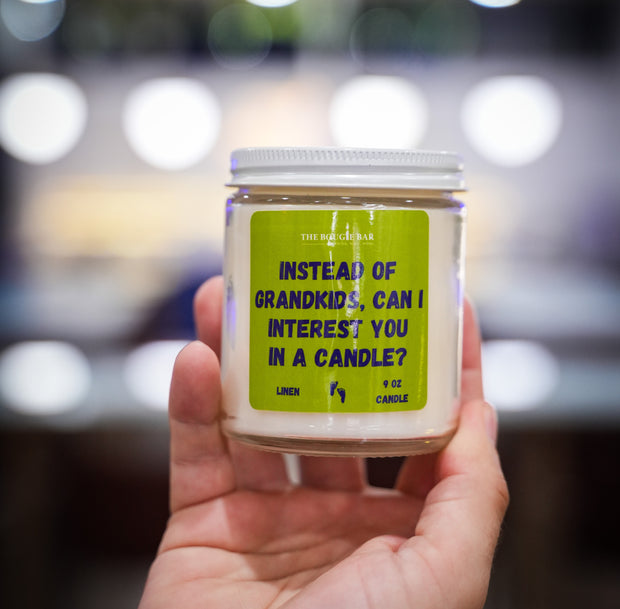 THE BOUGIE BAR
INSTEAD OF
GRANDKIDS, CAN I
INTEREST YOU
IN A CANDLE?
LINEN
9 OZ
CANDLE